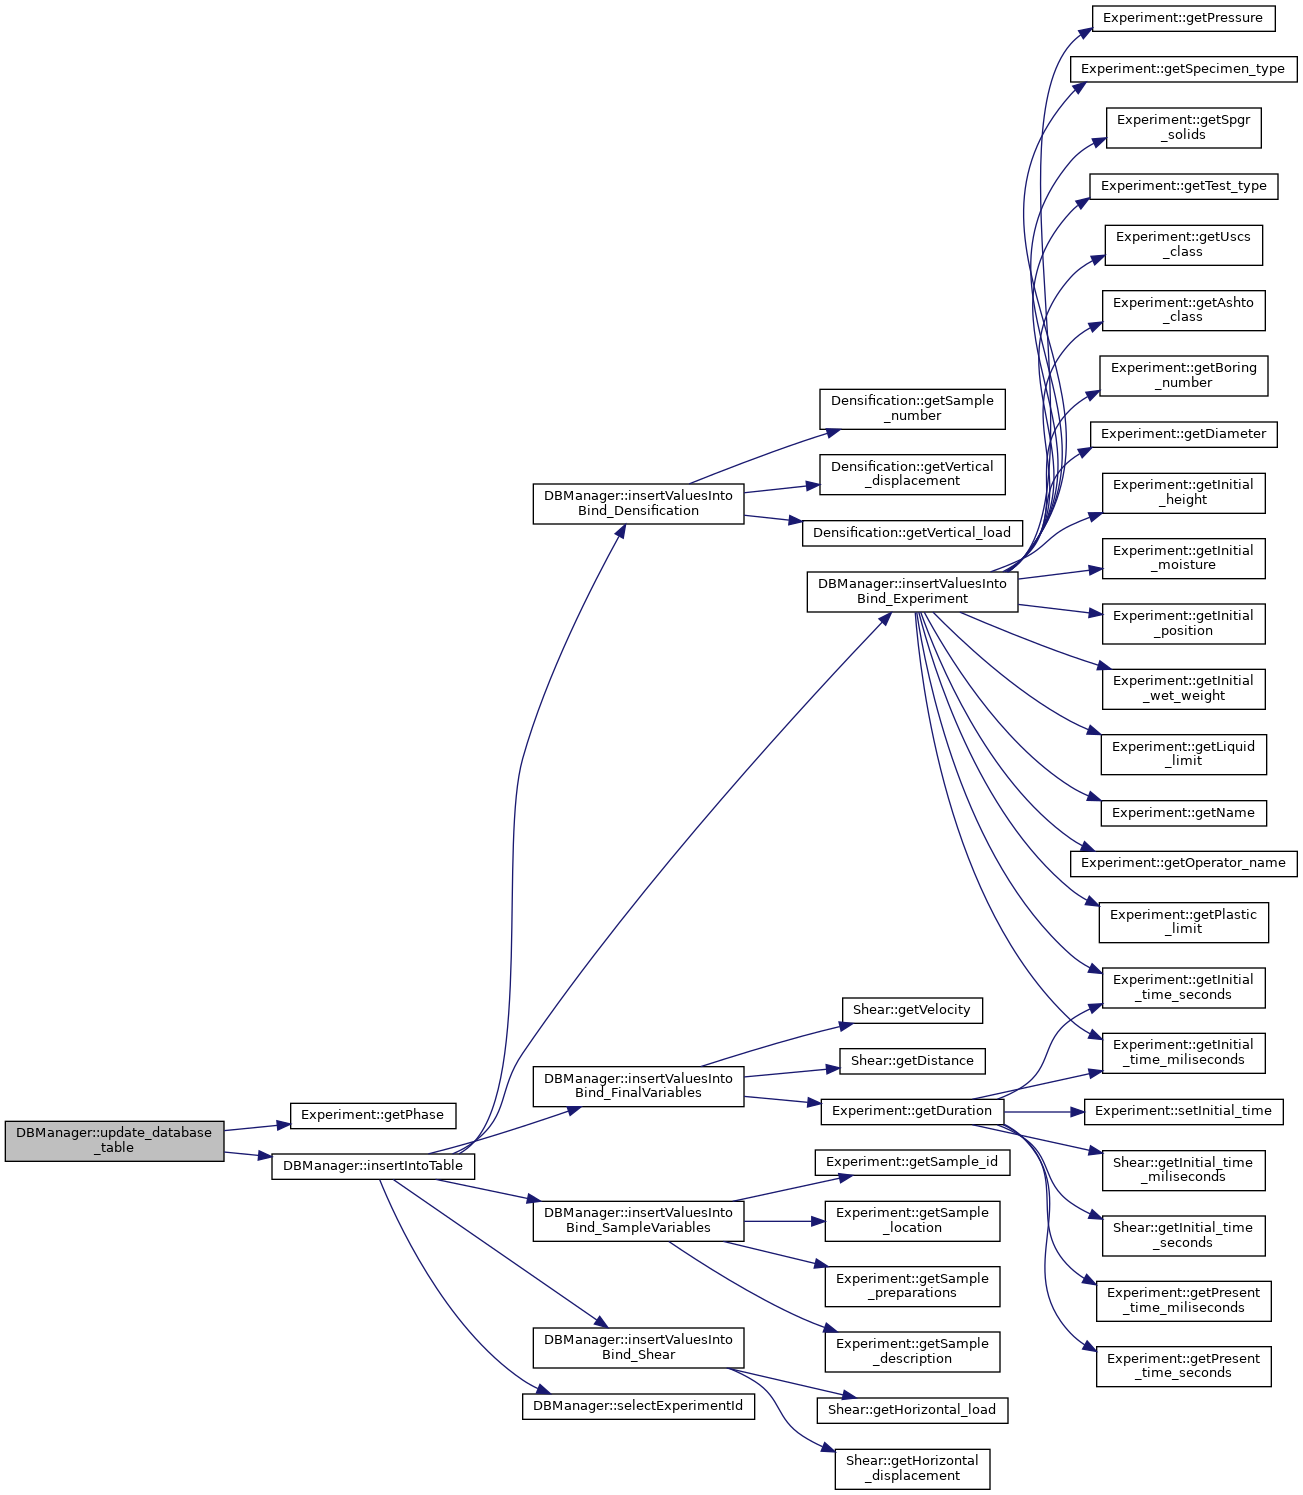 DBManager::update_database
_table
Experiment::getPhase
DBManager::insertIntoTable
DBManager::insertValuesInto
Bind_Densification
DBManager::insertValuesInto
Bind_FinalVariables
DBManager::insertValuesInto
Bind_SampleVariables
DBManager::insertValuesInto
Bind_Shear
DBManager::selectExperimentId
Densification::getSample
_number
Densification::getVertical
_displacement
Densification::getVertical_load
DBManager::insertValuesInto
Bind_Experiment
Shear::getVelocity
Shear::getDistance
Experiment::getDuration
Experiment::getSample_id
Experiment::getSample
_location
Experiment::getSample
_preparations
Experiment::getSample
_description
Shear::getHorizontal_load
Shear::getHorizontal
_displacement
Experiment::getPressure
Experiment::getSpecimen_type
Experiment::getSpgr
_solids
Experiment::getTest_type
Experiment::getUscs
_class
Experiment::getAshto
_class
Experiment::getBoring
_number
Experiment::getDiameter
Experiment::getInitial
_height
Experiment::getInitial
_moisture
Experiment::getInitial
_position
Experiment::getInitial
_wet_weight
Experiment::getLiquid
_limit
Experiment::getName
Experiment::getOperator_name
Experiment::getPlastic
_limit
Experiment::getInitial
_time_seconds
Experiment::getInitial
_time_miliseconds
Experiment::setInitial_time
Shear::getInitial_time
_miliseconds
Shear::getInitial_time
_seconds
Experiment::getPresent
_time_miliseconds
Experiment::getPresent
_time_seconds